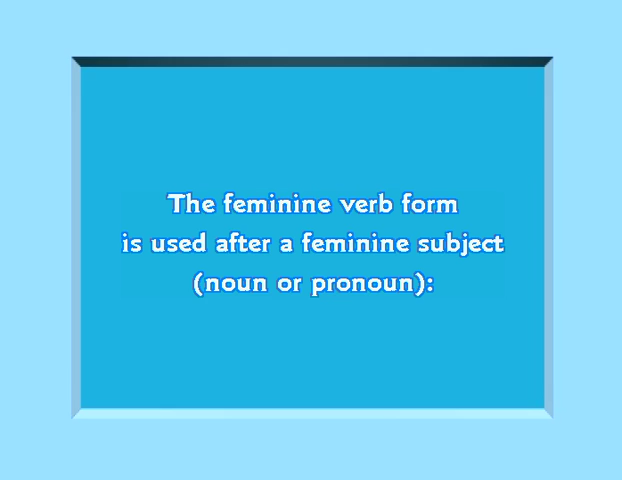 The feminine verb form
is used after a feminine subject
(noun or pronoun):